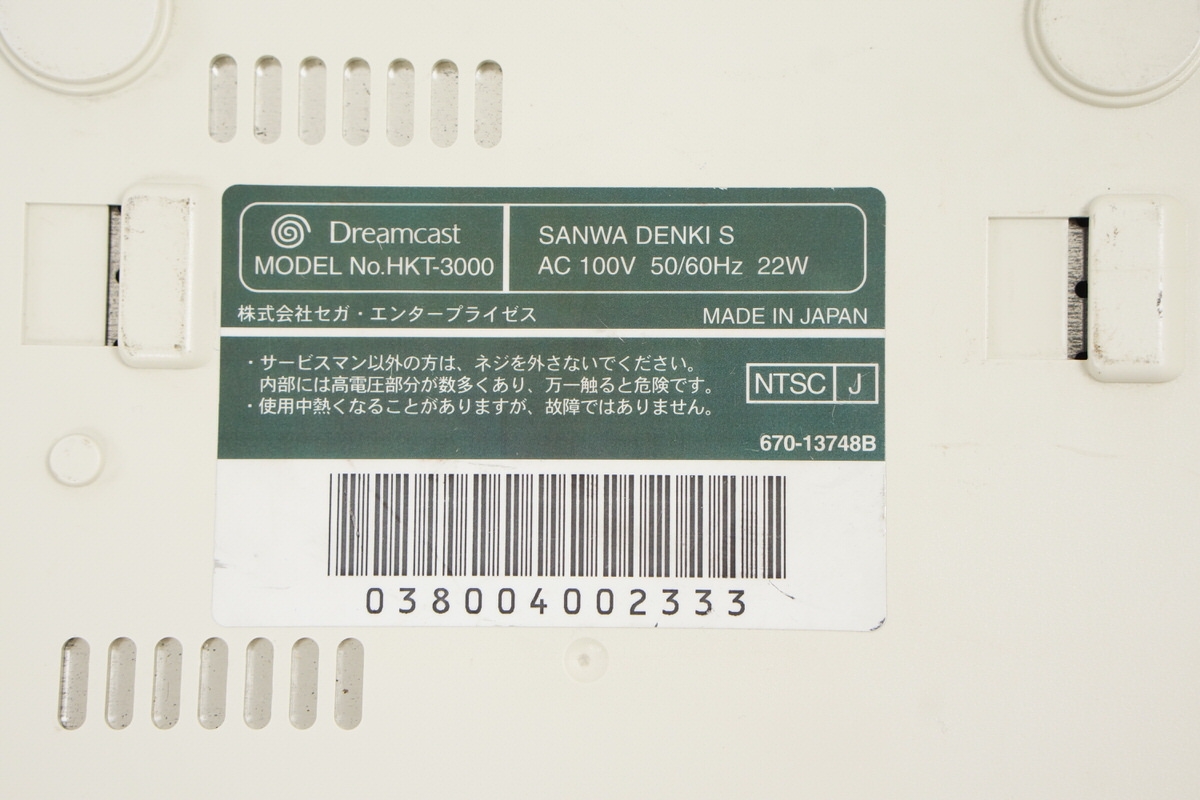 Dreamcast
MODEL No.HKT-3000
SANWA DENKI S
AC 100V 50/60Hz 22W
株式会社セガ・エンタープライゼス
MADE IN JAPAN
・サービスマン以外の方は、ネジを外さないでください。
内部には高電圧部分が数多くあり、万一触ると危険です。
・使用中熱くなることがありますが、故障ではありません。
NTSC J
670-13748B
038004002333